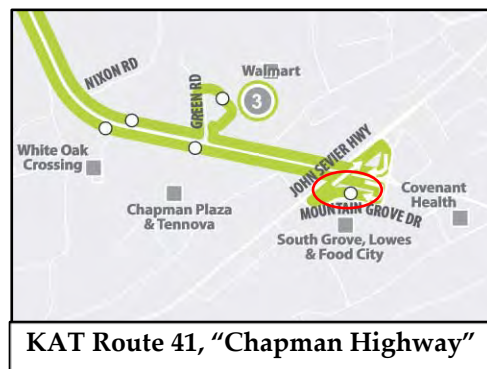 NIXON RD
Walmart
GREEN RD
3
White Oak
Crossing
JOHN SEVIER HWY
Chapman Plaza
& Tennova
MOUNTAIN GROVE DR
Covenant
Health
South Grove, Lowes
& Food City
KAT Route 41, “Chapman Highway”